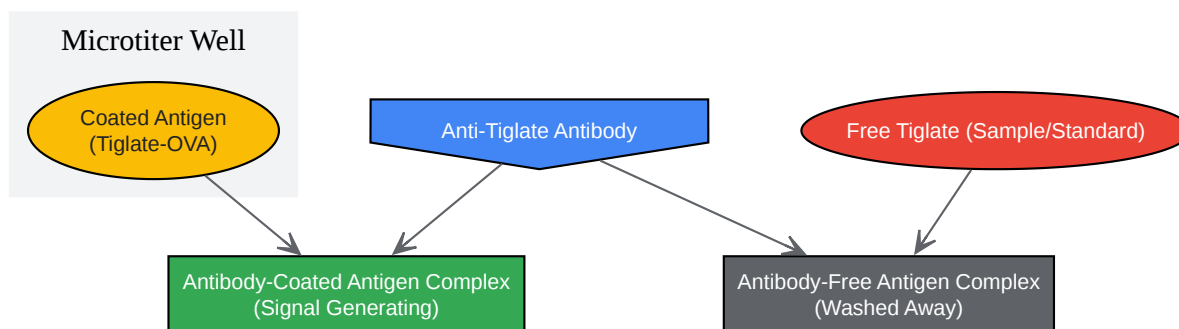 Microtiter Well
Coated Antigen
(Tiglate-OVA)
Anti-Tiglate Antibody
Free Tiglate (Sample/Standard)
Antibody-Coated Antigen Complex
(Signal Generating)
Antibody-Free Antigen Complex
(Washed Away)